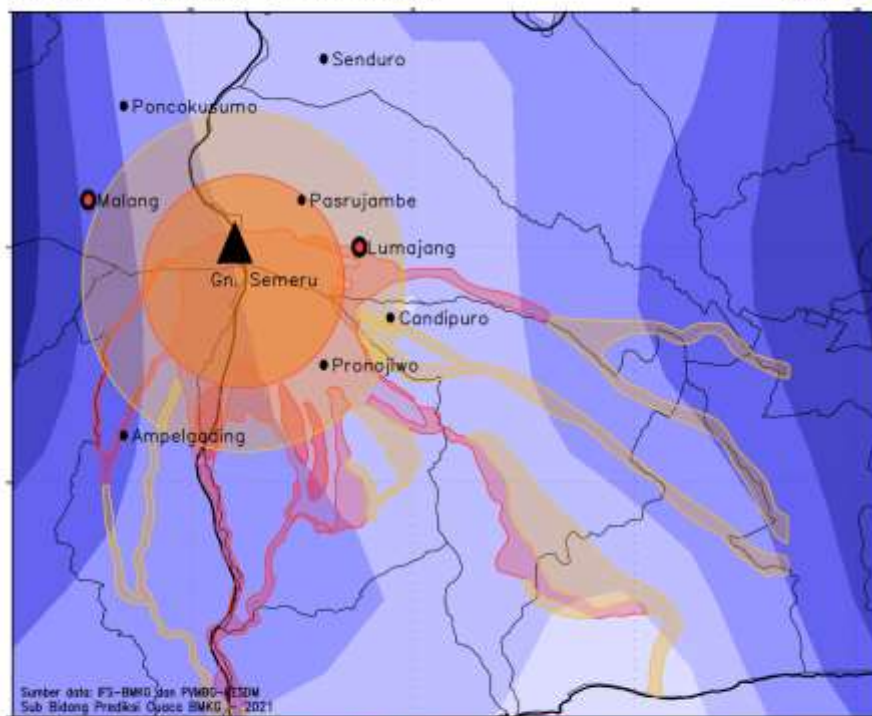 Senduro
Poncokusumo
Malang
Pasrujambe
Lumajang
Gn. Semeru
Candipuro
Pronojiwo
Ampelgading
Sumber data: IFS-BMKG dan PVMBG-KESDM
Sub Bidang Prediksi Cuaca BMKG - 2021